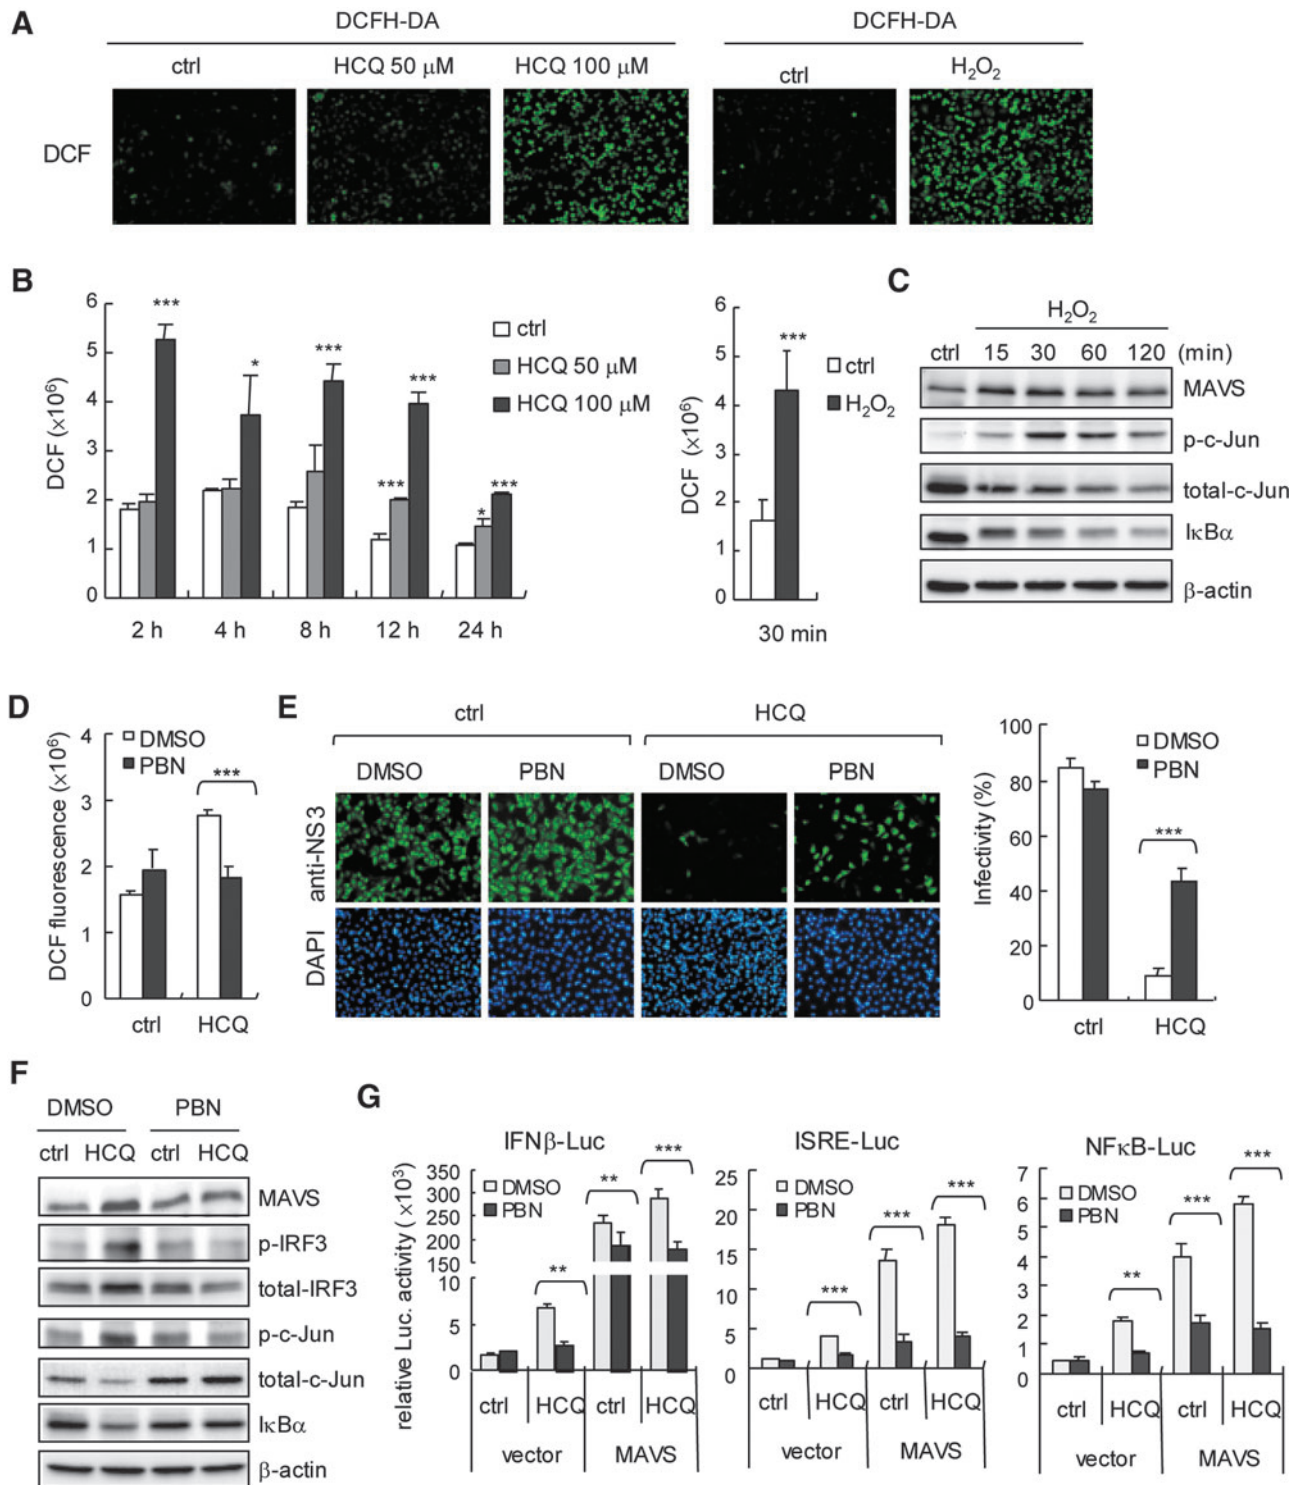 A
DCFH-DA
DCFH-DA
ctrl
HCQ 50 μM
HCQ 100 μM
ctrl
H₂O₂
DCF
B
DCF (×10⁶)
6
5
4
3
2
1
0
***
*
***
***
***
*
***
ctrl
HCQ 50 μM
HCQ 100 μM
2 h
4 h
8 h
12 h
24 h
DCF (×10⁶)
6
5
4
3
2
1
0
***
ctrl
H₂O₂
30 min
C
H₂O₂
ctrl 15 30 60 120 (min)
MAVS
p-c-Jun
total-c-Jun
IκBα
β-actin
D
DCF fluorescence (×10⁶)
4
3
2
1
0
DMSO
PBN
***
ctrl
HCQ
E
ctrl
HCQ
DMSO
PBN
DMSO
PBN
anti-NS3
DAPI
Infectivity (%)
100
80
60
40
20
0
DMSO
PBN
***
ctrl
HCQ
F
DMSO
PBN
ctrl HCQ ctrl HCQ
MAVS
p-IRF3
total-IRF3
p-c-Jun
total-c-Jun
IκBα
β-actin
G
relative Luc. activity (×10³)
IFNβ-Luc
350
300
250
200
150
100
10
5
0
DMSO
PBN
**
**
***
ctrl HCQ ctrl HCQ
vector MAVS
ISRE-Luc
25
20
15
10
5
0
DMSO
PBN
***
***
***
ctrl HCQ ctrl HCQ
vector MAVS
NFκB-Luc
7
6
5
4
3
2
1
0
DMSO
PBN
**
***
***
ctrl HCQ ctrl HCQ
vector MAVS